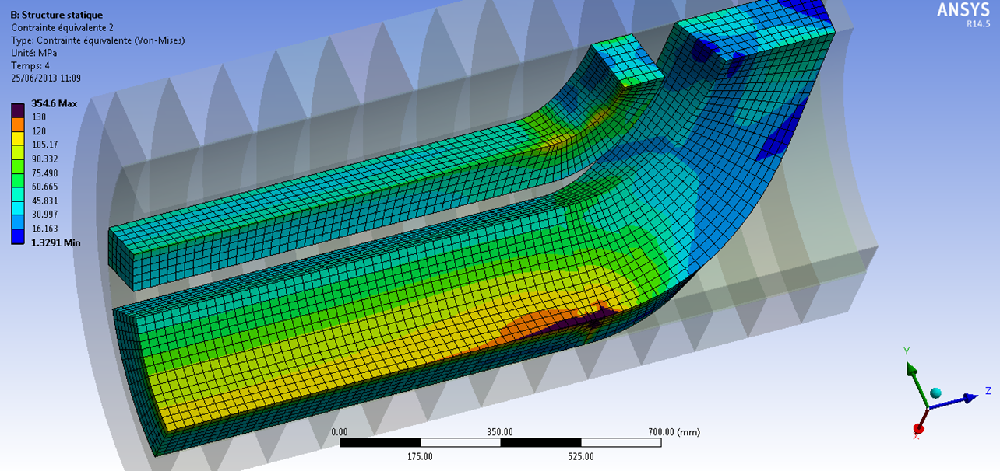 B: Structure statique
Contrainte équivalente 2
Type: Contrainte équivalente (Von-Mises)
Unité: MPa
Temps: 4
25/06/2013 11:09
ANSYS
R14.5
354.6 Max
130
120
105.17
90.332
75.498
60.665
45.831
30.997
16.163
1.3291 Min
0.00 350.00 700.00 (mm)
175.00 525.00
Y
Z
X